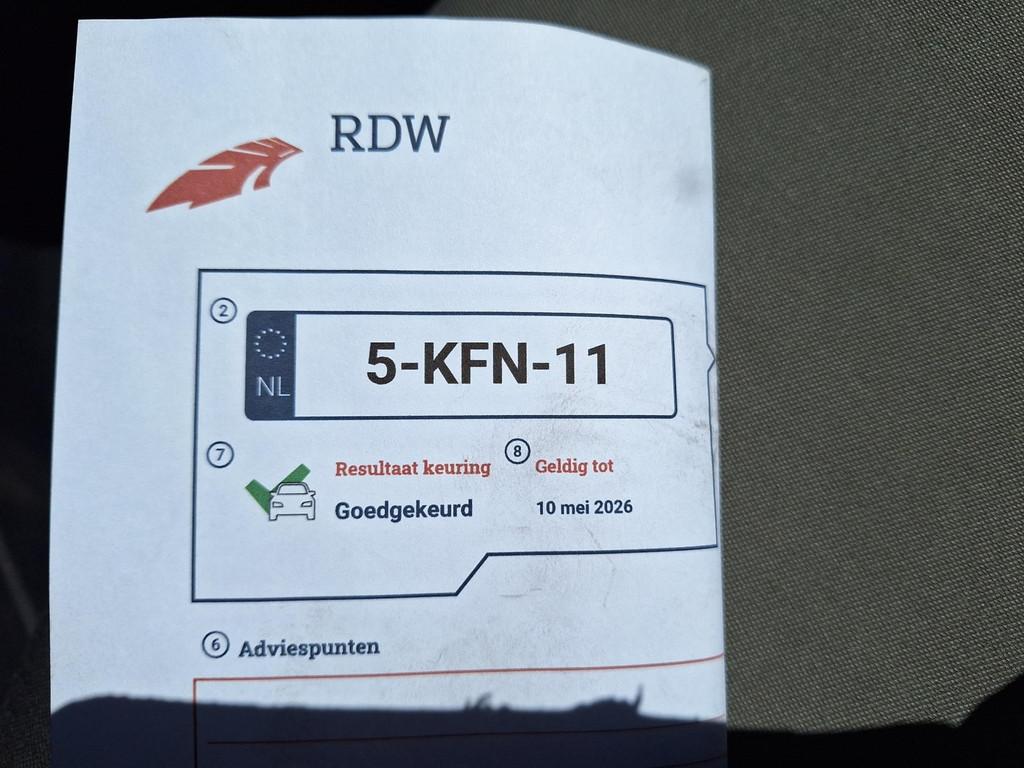 RDW
2
NL
5-KFN-11
7 Resultaat keuring 8 Geldig tot
Goedgekeurd 10 mei 2026
6 Adviespunten